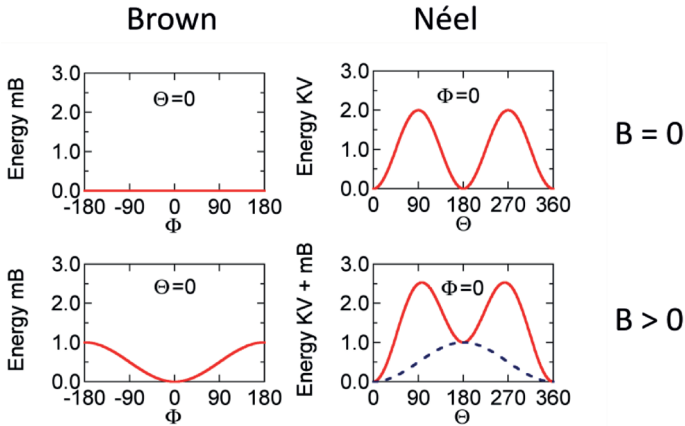 Brown
Néel
Energy mB
3.0
2.0
1.0
0.0
Θ=0
-180 -90 0 90 180
Φ
Energy KV
3.0
2.0
1.0
0.0
Φ=0
0 90 180 270 360
Θ
B = 0
Energy mB
3.0
2.0
1.0
0.0
Θ=0
-180 -90 0 90 180
Φ
Energy KV + mB
3.0
2.0
1.0
0.0
Φ=0
0 90 180 270 360
Θ
B > 0